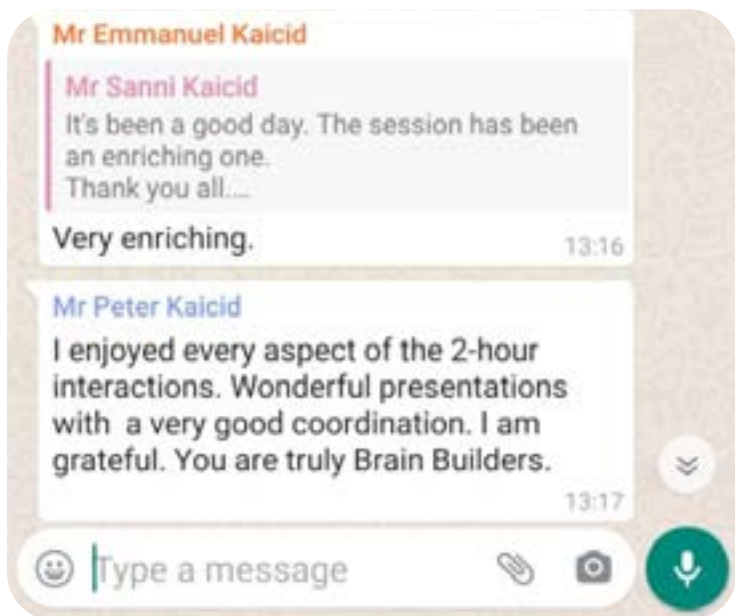 Mr Emmanuel Kaicid
Mr Sanni Kaicid
It's been a good day. The session has been
an enriching one.
Thank you all....
Very enriching.
13:16
Mr Peter Kaicid
I enjoyed every aspect of the 2-hour
interactions. Wonderful presentations
with a very good coordination. I am
grateful. You are truly Brain Builders.
13:17
Type a message